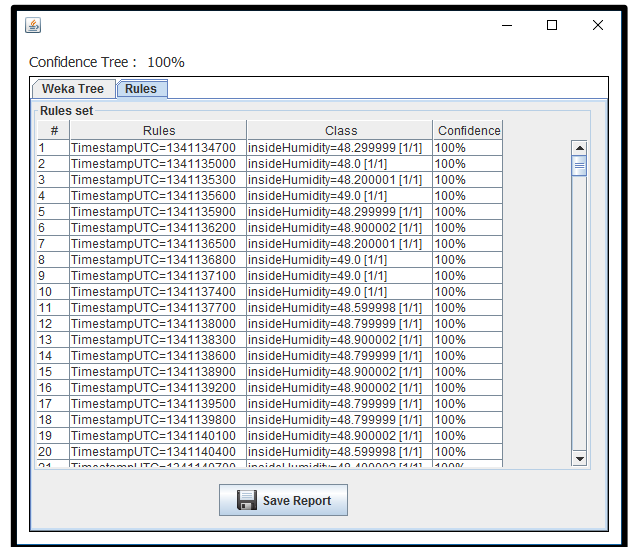 Confidence Tree : 100%
Weka Tree Rules
Rules set
# Rules Class Confidence
1 TimestampUTC=1341134700 insideHumidity=48.299999 [1/1] 100%
2 TimestampUTC=1341135000 insideHumidity=48.0 [1/1] 100%
3 TimestampUTC=1341135300 insideHumidity=48.200001 [1/1] 100%
4 TimestampUTC=1341135600 insideHumidity=49.0 [1/1] 100%
5 TimestampUTC=1341135900 insideHumidity=48.299999 [1/1] 100%
6 TimestampUTC=1341136200 insideHumidity=48.900002 [1/1] 100%
7 TimestampUTC=1341136500 insideHumidity=48.200001 [1/1] 100%
8 TimestampUTC=1341136800 insideHumidity=49.0 [1/1] 100%
9 TimestampUTC=1341137100 insideHumidity=49.0 [1/1] 100%
10 TimestampUTC=1341137400 insideHumidity=49.0 [1/1] 100%
11 TimestampUTC=1341137700 insideHumidity=48.599998 [1/1] 100%
12 TimestampUTC=1341138000 insideHumidity=48.799999 [1/1] 100%
13 TimestampUTC=1341138300 insideHumidity=48.900002 [1/1] 100%
14 TimestampUTC=1341138600 insideHumidity=48.799999 [1/1] 100%
15 TimestampUTC=1341138900 insideHumidity=48.900002 [1/1] 100%
16 TimestampUTC=1341139200 insideHumidity=48.900002 [1/1] 100%
17 TimestampUTC=1341139500 insideHumidity=48.799999 [1/1] 100%
18 TimestampUTC=1341139800 insideHumidity=48.799999 [1/1] 100%
19 TimestampUTC=1341140100 insideHumidity=48.900002 [1/1] 100%
20 TimestampUTC=1341140400 insideHumidity=48.599998 [1/1] 100%
21 TimestampUTC=1341140700 insideHumidity=48.400002 [1/1] 100%
Save Report